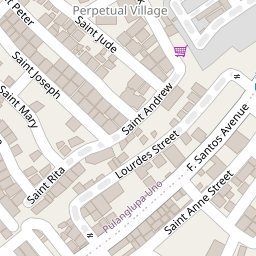 Perpetual Village
Saint Peter
Saint Jude
Saint Joseph
Saint Mary
Saint Andrew
Saint Rita
Lourdes Street
F. Santos Avenue
Saint Anne Street
Pulanglupa Uno